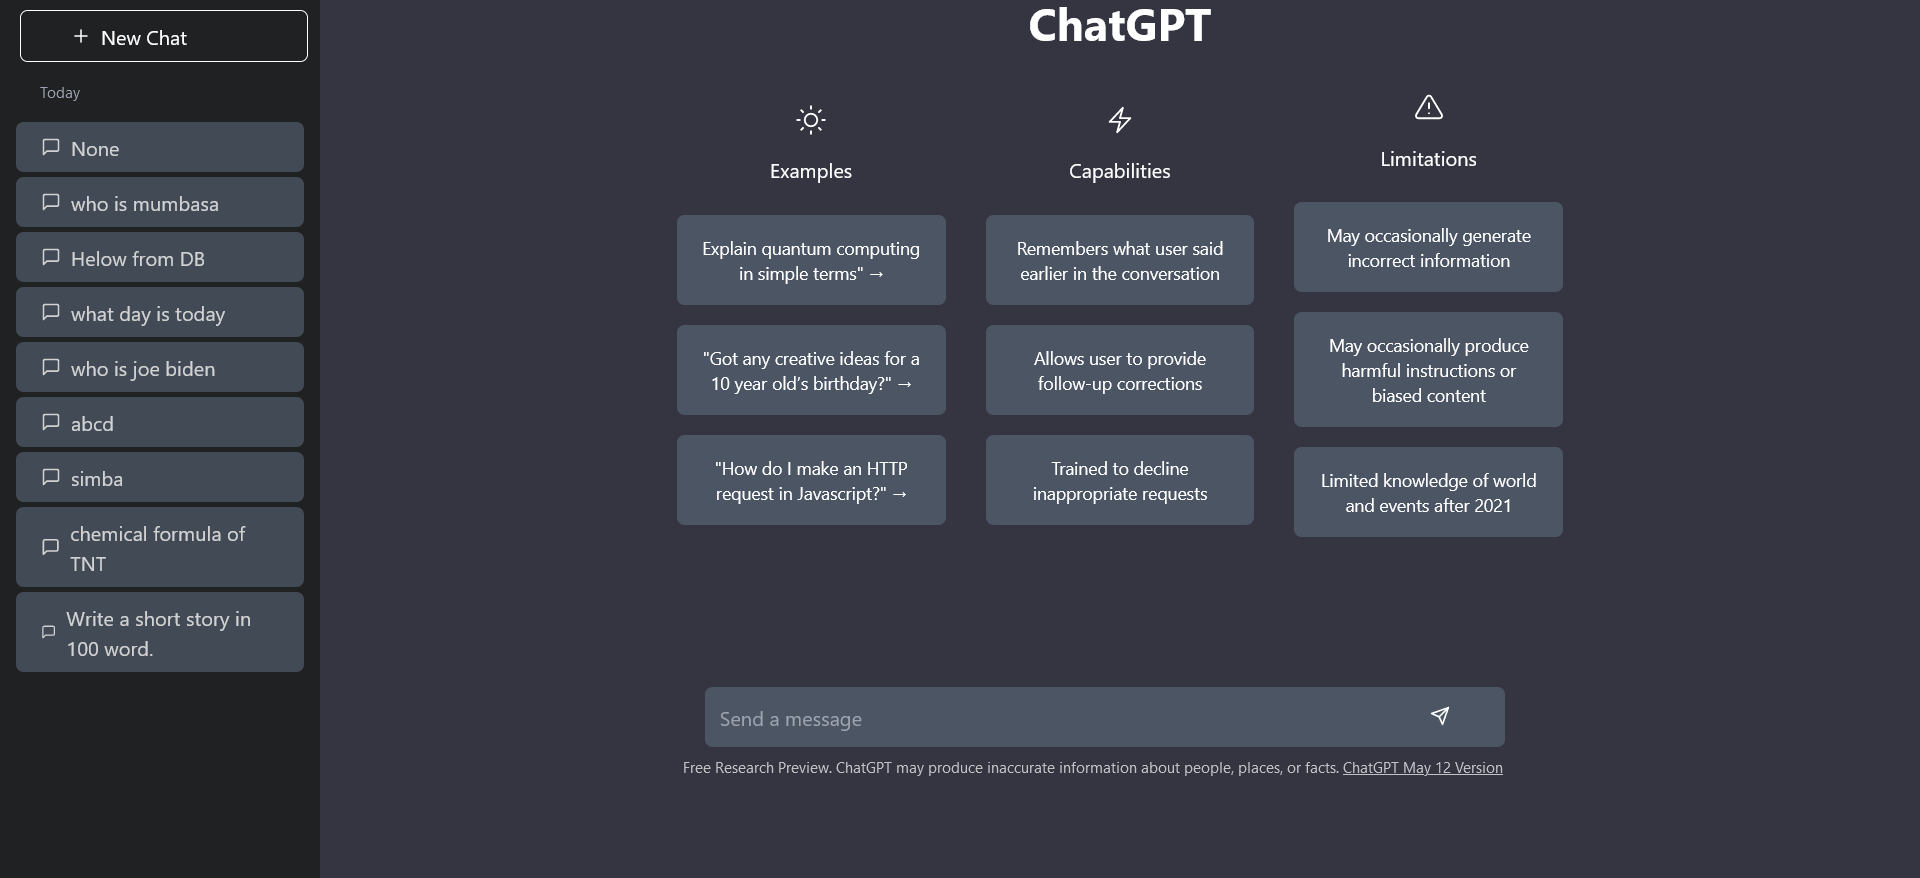 New Chat
Today
None
who is mumbasa
Helow from DB
what day is today
who is joe biden
abcd
simba
chemical formula of
TNT
Write a short story in
100 word.
ChatGPT
Examples
Explain quantum computing
in simple terms" →
"Got any creative ideas for a
10 year old’s birthday?" →
"How do I make an HTTP
request in Javascript?" →
Capabilities
Remembers what user said
earlier in the conversation
Allows user to provide
follow-up corrections
Trained to decline
inappropriate requests
Limitations
May occasionally generate
incorrect information
May occasionally produce
harmful instructions or
biased content
Limited knowledge of world
and events after 2021
Send a message
Free Research Preview. ChatGPT may produce inaccurate information about people, places, or facts. ChatGPT May 12 Version